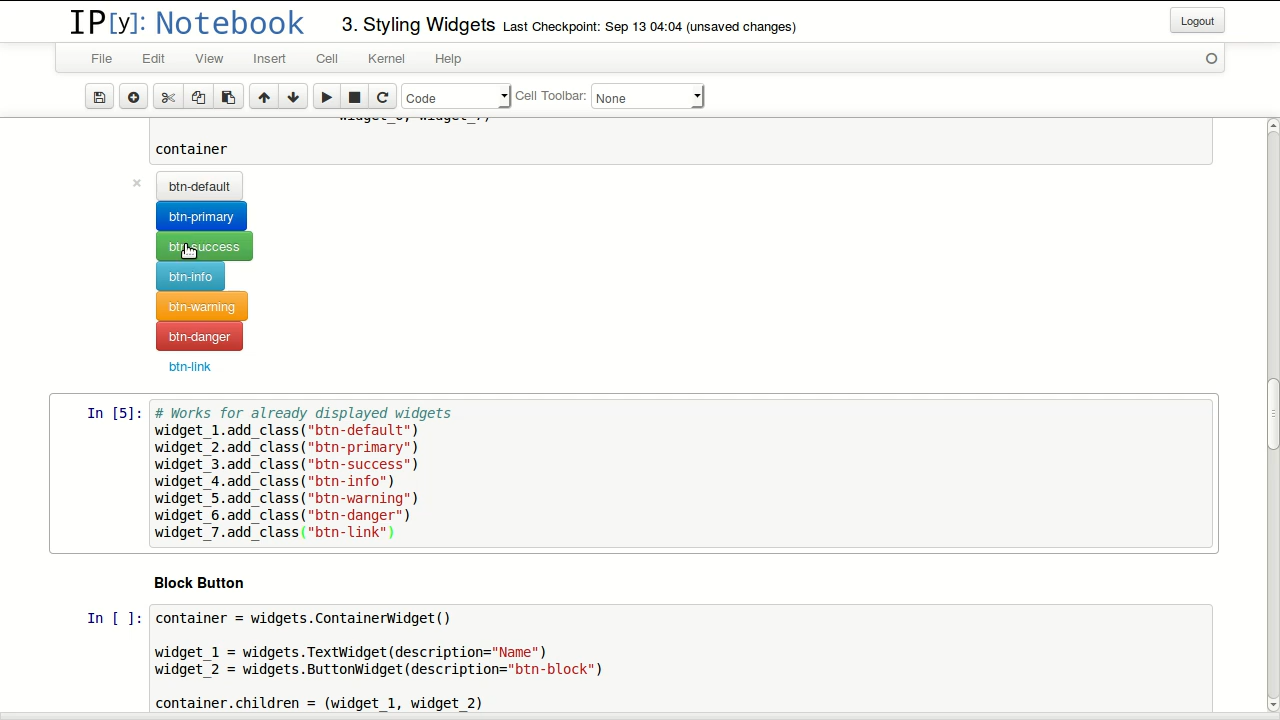 IP[y]: Notebook 3. Styling Widgets Last Checkpoint: Sep 13 04:04 (unsaved changes) Logout
File Edit View Insert Cell Kernel Help
Code Cell Toolbar: None
container
btn-default
btn-primary
btn-success
btn-info
btn-warning
btn-danger
btn-link
In [5]:
# Works for already displayed widgets
widget_1.add_class("btn-default")
widget_2.add_class("btn-primary")
widget_3.add_class("btn-success")
widget_4.add_class("btn-info")
widget_5.add_class("btn-warning")
widget_6.add_class("btn-danger")
widget_7.add_class("btn-link")
Block Button
In [ ]:
container = widgets.ContainerWidget()
widget_1 = widgets.TextWidget(description="Name")
widget_2 = widgets.ButtonWidget(description="btn-block")
container.children = (widget_1, widget_2)